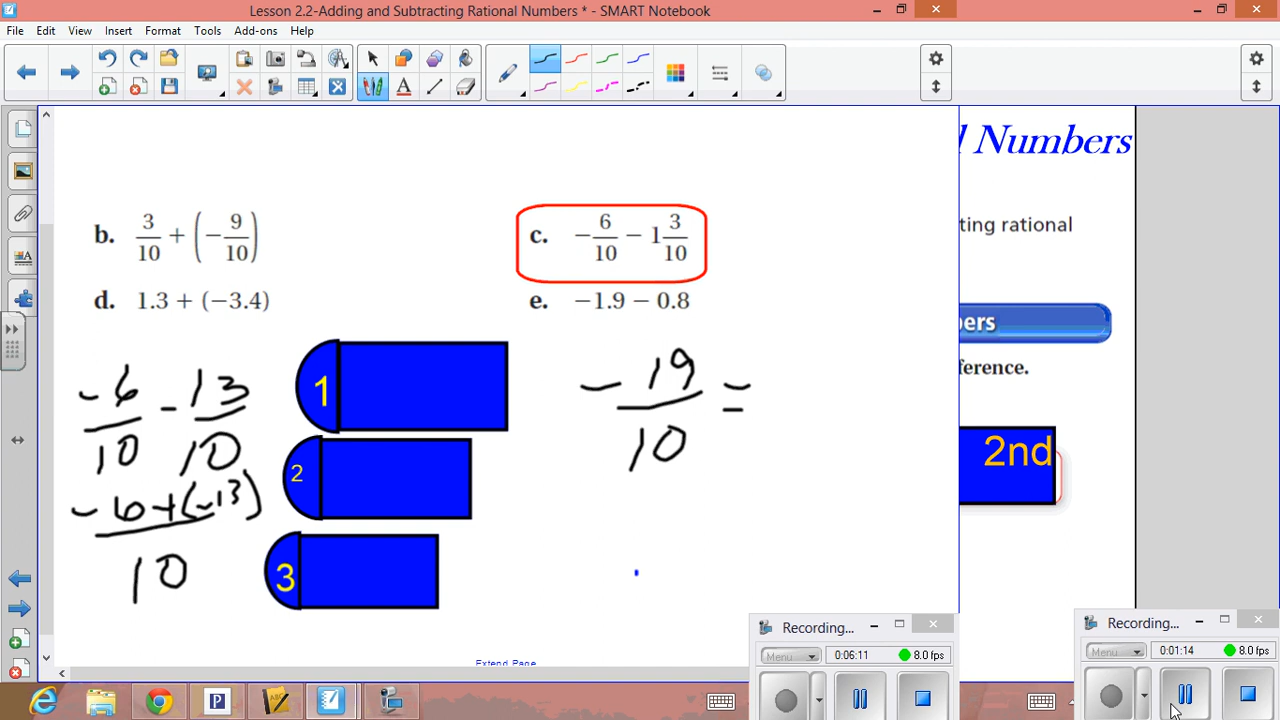 Lesson 2.2-Adding and Subtracting Rational Numbers * - SMART Notebook
File Edit View Insert Format Tools Add-ons Help
l Numbers
ting rational
bers
ference.
2nd
b. 3/10 + (−9/10)
c. −6/10 − 1 3/10
d. 1.3 + (−3.4)
e. −1.9 − 0.8
-6/10 - 13/10
-6+(-13)/10
1
2
3
- 19/10 =
Extend Page
Recording...
Menu 0:06:11 8.0 fps
Recording...
Menu 0:01:14 8.0 fps